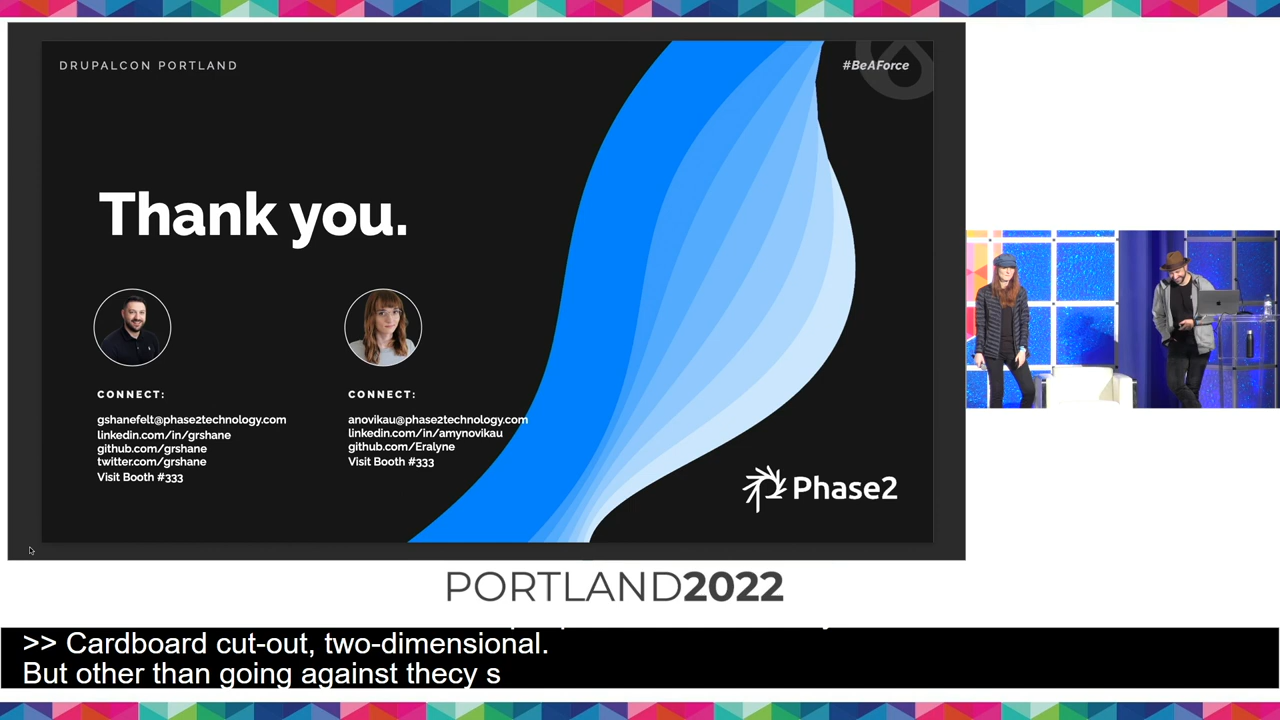 DRUPALCON PORTLAND
#BeAForce
Thank you.
CONNECT:
gshanefelt@phase2technology.com
linkedin.com/in/grshane
github.com/grshane
twitter.com/grshane
Visit Booth #333
CONNECT:
anovikau@phase2technology.com
linkedin.com/in/amynovikau
github.com/Eralyne
Visit Booth #333
Phase2
PORTLAND2022
>> Cardboard cut-out, two-dimensional.
But other than going against thecy s